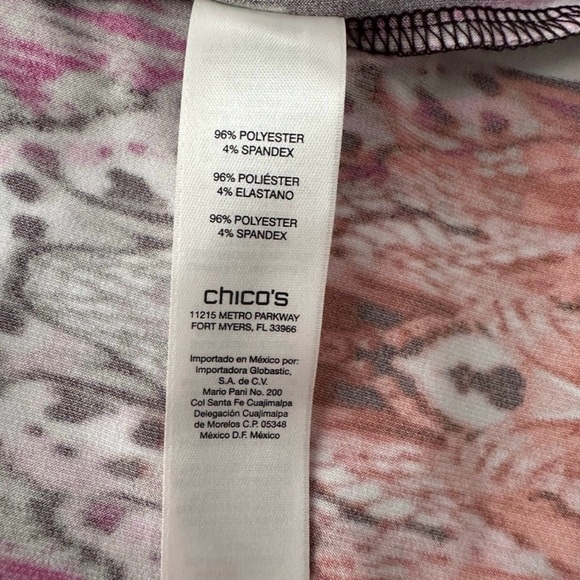 96% POLYESTER
4% SPANDEX
96% POLIÉSTER
4% ELASTANO
96% POLYESTER
4% SPANDEX
chico's
11215 METRO PARKWAY
FORT MYERS, FL 33966
Importado en México por:
Importadora Globastic,
S.A. de C.V.
Mario Pani No. 200
Col Santa Fe Cuajimalpa
Delegación Cuajimalpa
de Morelos C.P. 05348
México D.F. México